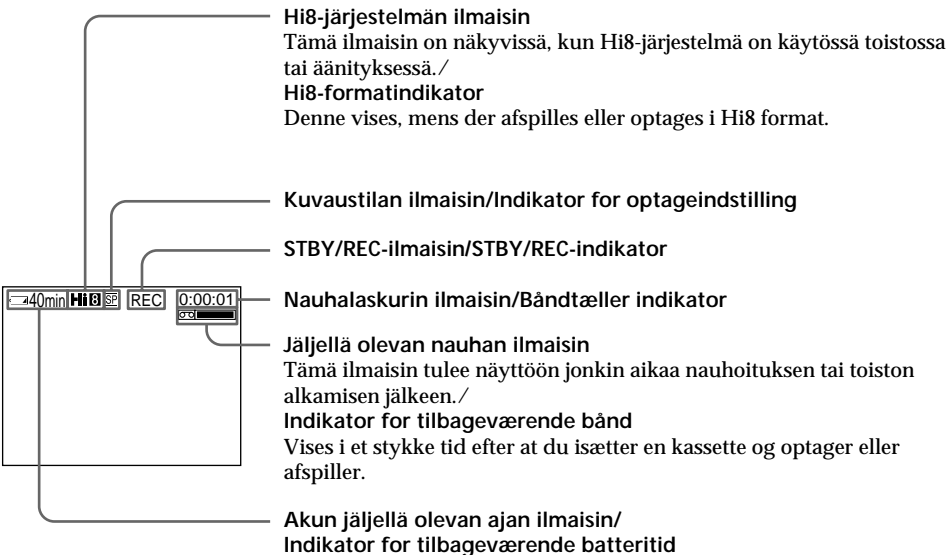 Hi8-järjestelmän ilmaisin
Tämä ilmaisin on näkyvissä, kun Hi8-järjestelmä on käytössä toistossa
tai äänityksessä./
Hi8-formatindikator
Denne vises, mens der afspilles eller optages i Hi8 format.
Kuvaustilan ilmaisin/Indikator for optageindstilling
STBY/REC-ilmaisin/STBY/REC-indikator
40min Hi8 SP REC 0:00:01
Nauhalaskurin ilmaisin/Båndtæller indikator
Jäljellä olevan nauhan ilmaisin
Tämä ilmaisin tulee näyttöön jonkin aikaa nauhoituksen tai toiston
alkamisen jälkeen./
Indikator for tilbageværende bånd
Vises i et stykke tid efter at du isætter en kassette og optager eller
afspiller.
Akun jäljellä olevan ajan ilmaisin/
Indikator for tilbageværende batteritid